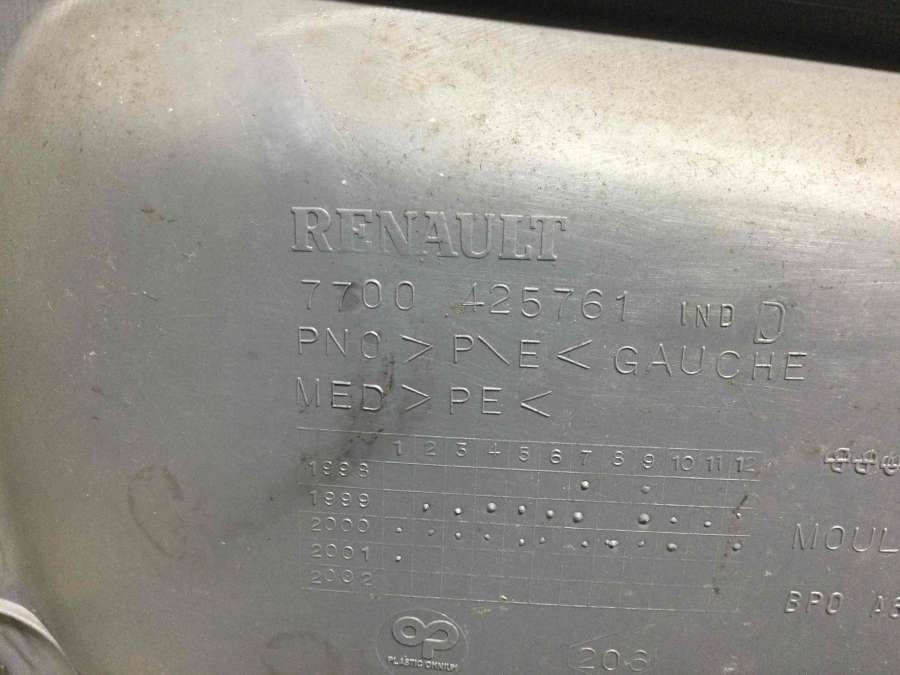 RENAULT
7700 425761 IND D
PNO > P\E < GAUCHE
MED > PE <
1 2 3 4 5 6 7 8 9 10 11 12
1998
1999
2000
2001
2002
MOUL
BPO A6
PLASTIC OMNIUM
206